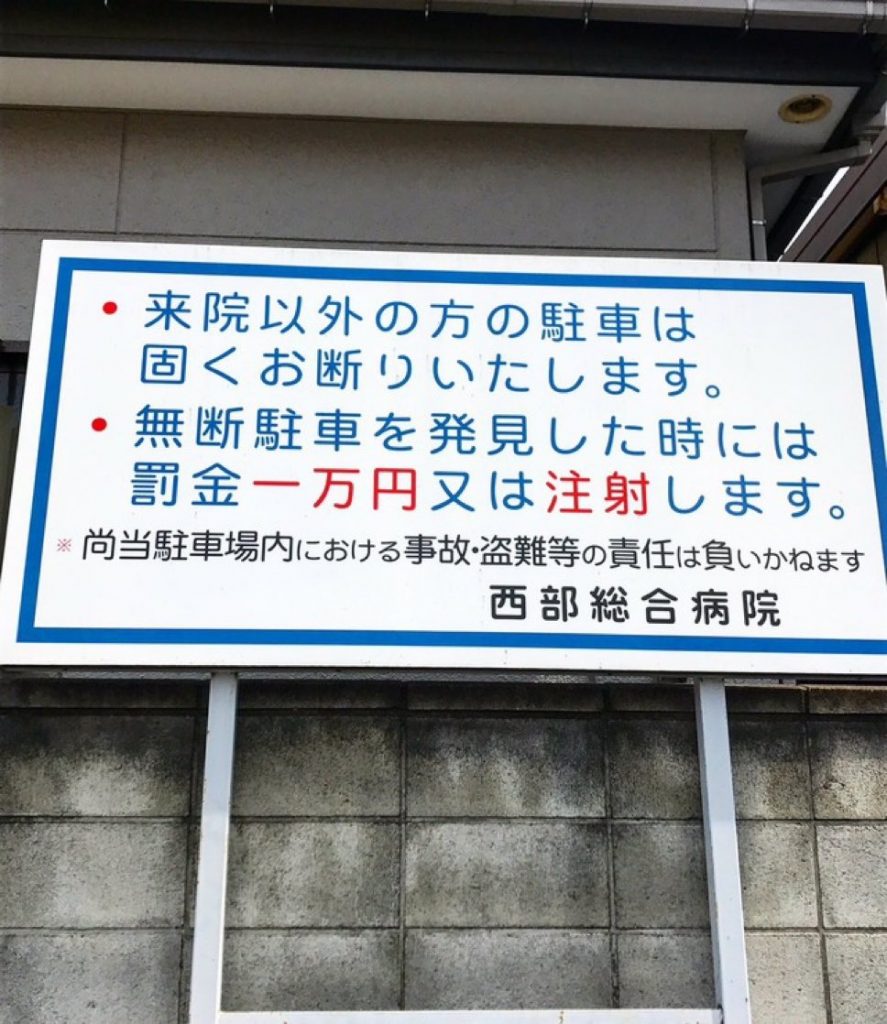 ・来院以外の方の駐車は
固くお断りいたします。
・無断駐車を発見した時には
罰金一万円又は注射します。
※尚当駐車場内における事故・盗難等の責任は負いかねます
西部総合病院